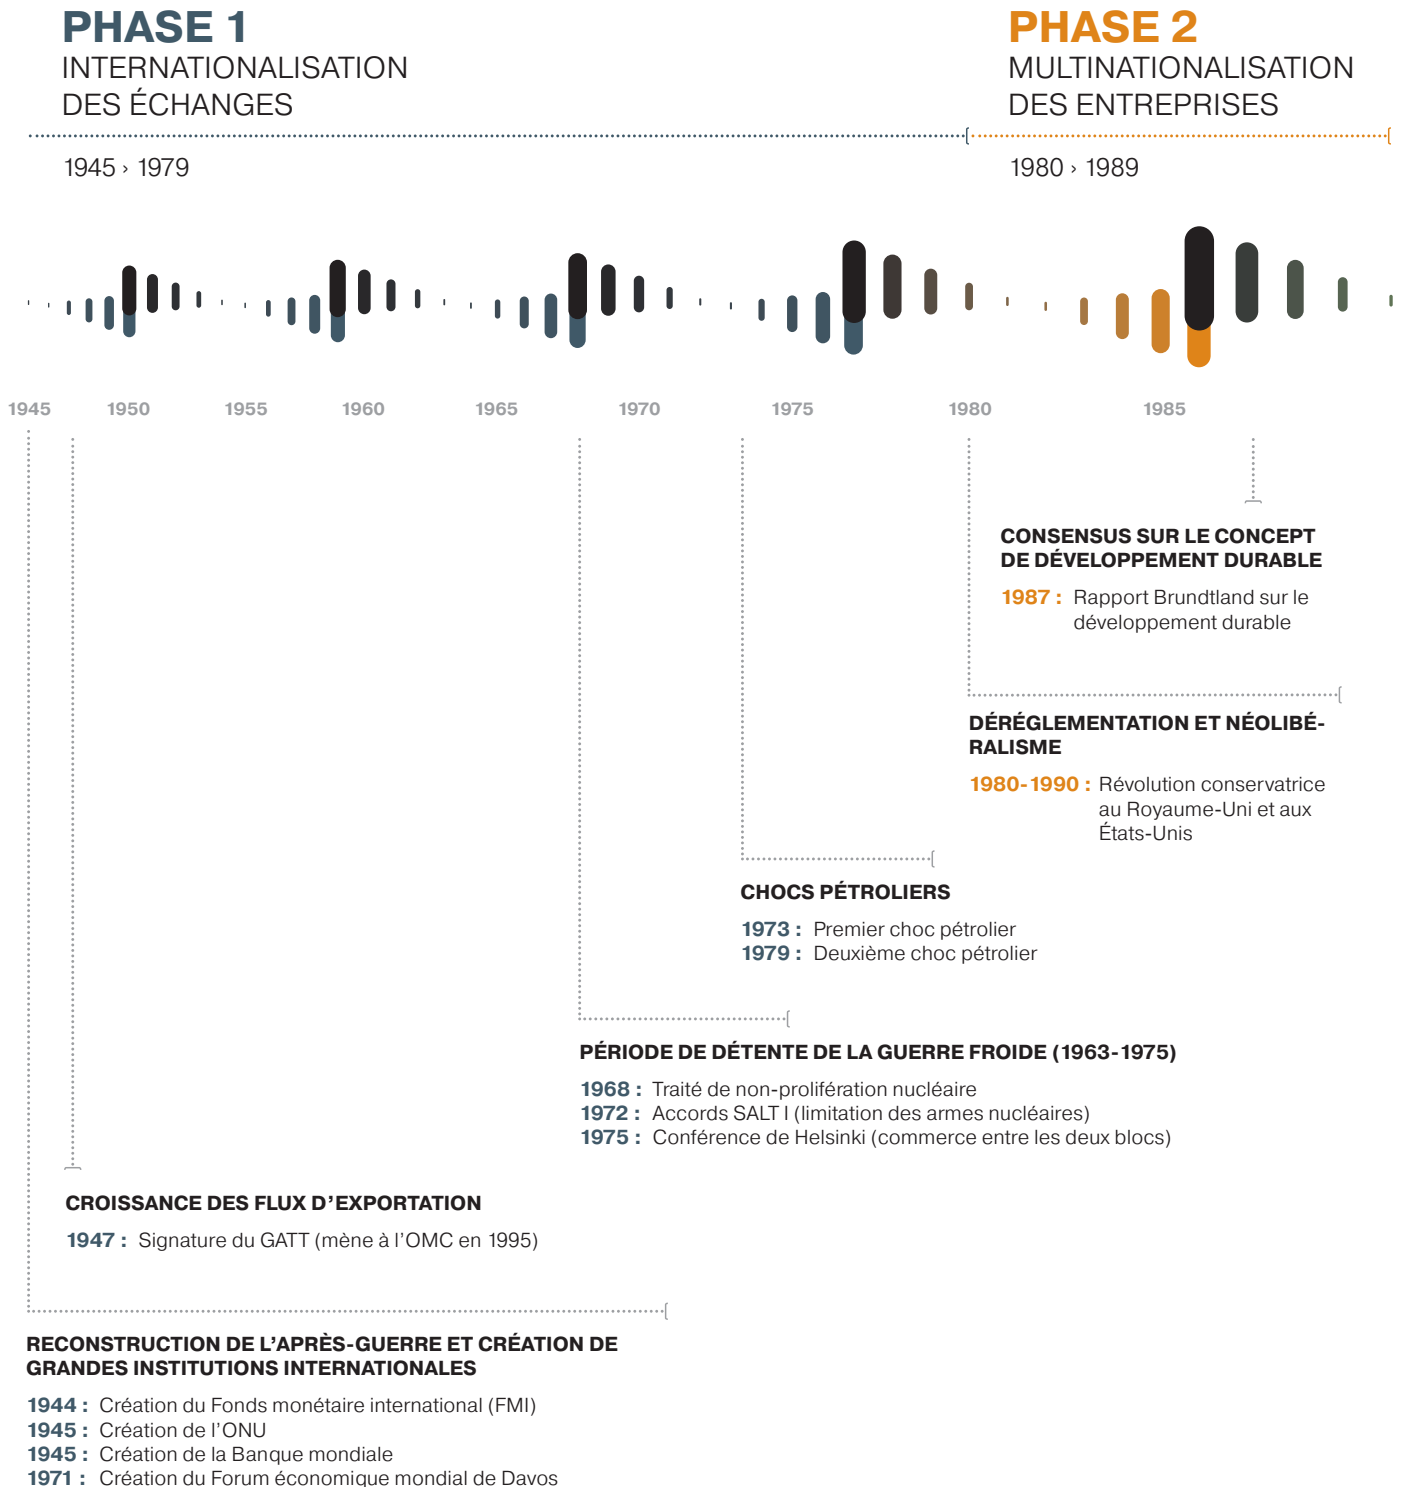 PHASE 1
INTERNATIONALISATION
DES ÉCHANGES
1945 › 1979
PHASE 2
MULTINATIONALISATION
DES ENTREPRISES
1980 › 1989
1945 1950 1955 1960 1965 1970 1975 1980 1985
CONSENSUS SUR LE CONCEPT
DE DÉVELOPPEMENT DURABLE
1987 : Rapport Brundtland sur le
développement durable
DÉRÉGLEMENTATION ET NÉOLIBÉ-
RALISME
1980-1990 : Révolution conservatrice
au Royaume-Uni et aux
États-Unis
CHOCS PÉTROLIERS
1973 : Premier choc pétrolier
1979 : Deuxième choc pétrolier
PÉRIODE DE DÉTENTE DE LA GUERRE FROIDE (1963-1975)
1968 : Traité de non-prolifération nucléaire
1972 : Accords SALT I (limitation des armes nucléaires)
1975 : Conférence de Helsinki (commerce entre les deux blocs)
CROISSANCE DES FLUX D’EXPORTATION
1947 : Signature du GATT (mène à l’OMC en 1995)
RECONSTRUCTION DE L’APRÈS-GUERRE ET CRÉATION DE
GRANDES INSTITUTIONS INTERNATIONALES
1944 : Création du Fonds monétaire international (FMI)
1945 : Création de l’ONU
1945 : Création de la Banque mondiale
1971 : Création du Forum économique mondial de Davos